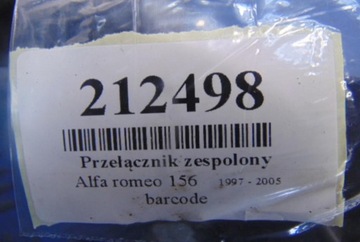 212498
Przełącznik zespolony
Alfa romeo 156 1997 - 2005
barcode